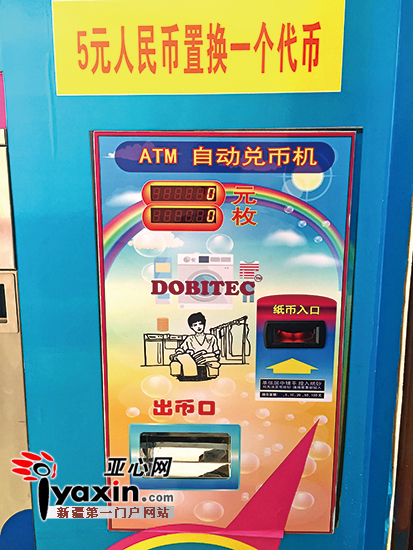 5元人民币置换一个代币
ATM 自动兑币机
0 元
0 枚
DOBITEC
纸币入口
出币口
亚心网
iyaxin.com
新疆第一门户网站